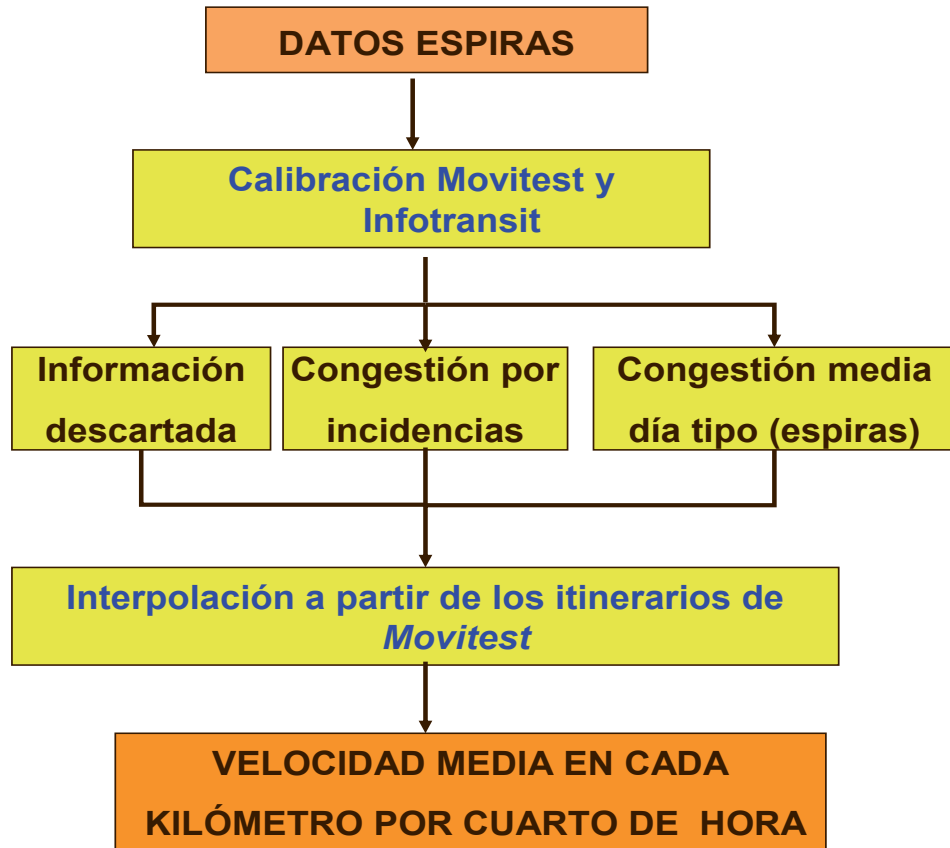 DATOS ESPIRAS
Calibración Movitest y
Infotransit
Información
descartada
Congestión por
incidencias
Congestión media
día tipo (espiras)
Interpolación a partir de los itinerarios de
Movitest
VELOCIDAD MEDIA EN CADA
KILÓMETRO POR CUARTO DE HORA